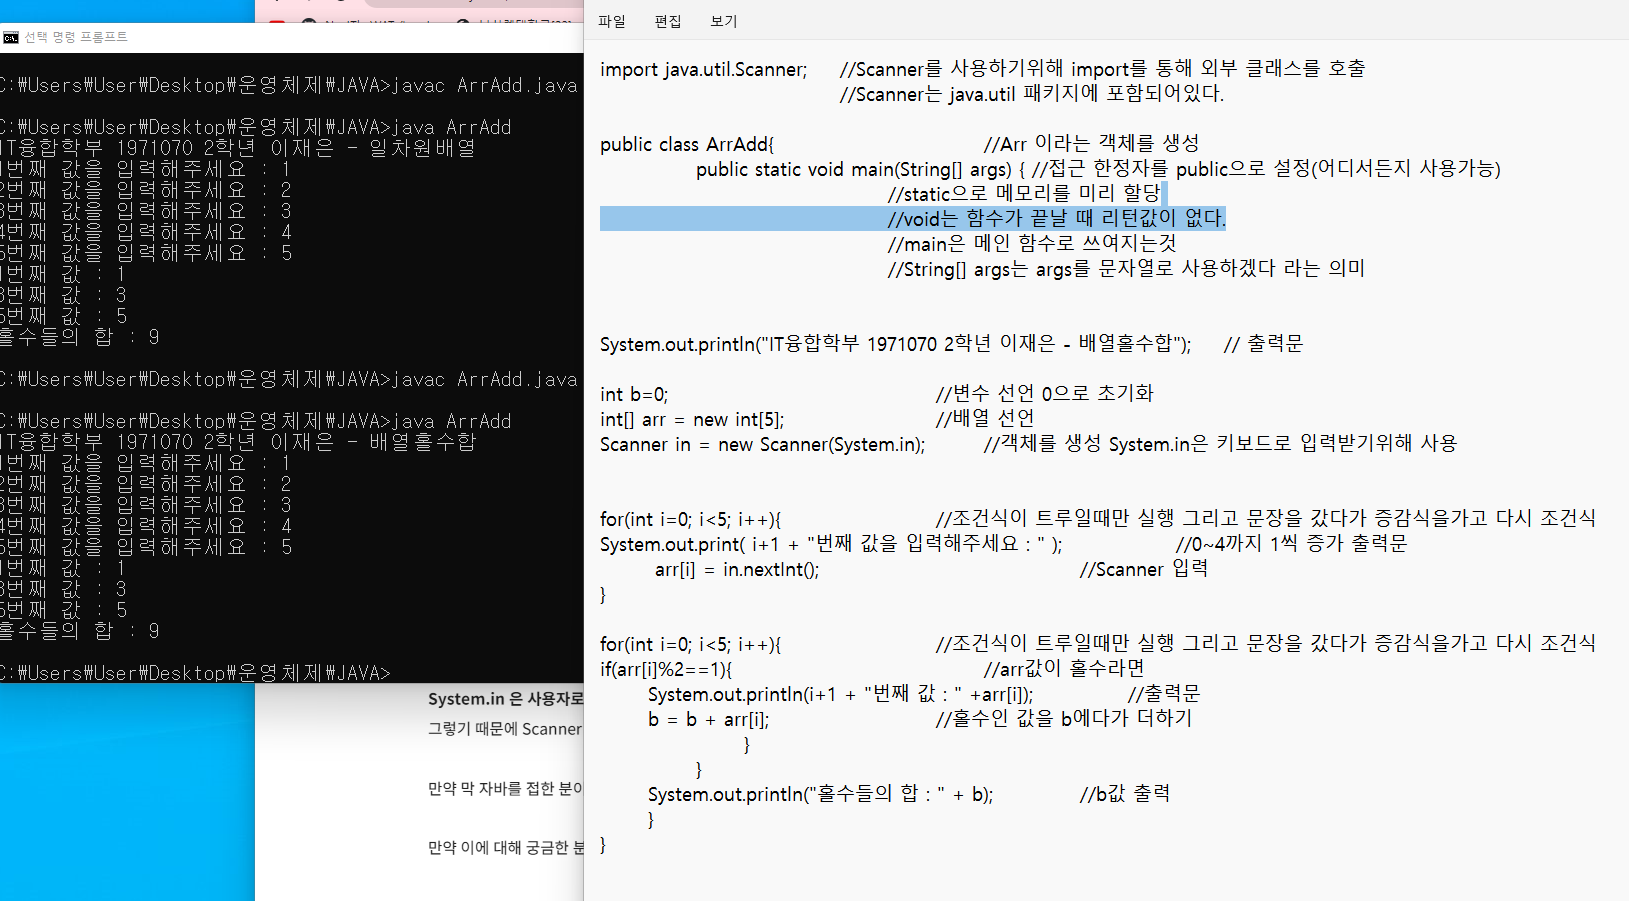 선택 명령 프롬프트
C:\Users\User\Desktop\운영체제\JAVA>javac ArrAdd.java
C:\Users\User\Desktop\운영체제\JAVA>java ArrAdd
IT융합학부 1971070 2학년 이재은 - 일차원배열
1번째 값을 입력해주세요 : 1
2번째 값을 입력해주세요 : 2
3번째 값을 입력해주세요 : 3
4번째 값을 입력해주세요 : 4
5번째 값을 입력해주세요 : 5
1번째 값 : 1
3번째 값 : 3
5번째 값 : 5
홀수들의 합 : 9
C:\Users\User\Desktop\운영체제\JAVA>javac ArrAdd.java
C:\Users\User\Desktop\운영체제\JAVA>java ArrAdd
IT융합학부 1971070 2학년 이재은 - 배열홀수합
1번째 값을 입력해주세요 : 1
2번째 값을 입력해주세요 : 2
3번째 값을 입력해주세요 : 3
4번째 값을 입력해주세요 : 4
5번째 값을 입력해주세요 : 5
1번째 값 : 1
3번째 값 : 3
5번째 값 : 5
홀수들의 합 : 9
C:\Users\User\Desktop\운영체제\JAVA>
System.in 은 사용자로
그렇기 때문에 Scanner
만약 막 자바를 접한 분이
만약 이에 대해 궁금한 분
파일 편집 보기
import java.util.Scanner; //Scanner를 사용하기위해 import를 통해 외부 클래스를 호출
//Scanner는 java.util 패키지에 포함되어있다.
public class ArrAdd{ //Arr 이라는 객체를 생성
public static void main(String[] args) { //접근 한정자를 public으로 설정(어디서든지 사용가능)
//static으로 메모리를 미리 할당
//void는 함수가 끝날 때 리턴값이 없다.
//main은 메인 함수로 쓰여지는것
//String[] args는 args를 문자열로 사용하겠다 라는 의미
System.out.println("IT융합학부 1971070 2학년 이재은 - 배열홀수합"); // 출력문
int b=0; //변수 선언 0으로 초기화
int[] arr = new int[5]; //배열 선언
Scanner in = new Scanner(System.in); //객체를 생성 System.in은 키보드로 입력받기위해 사용
for(int i=0; i<5; i++){ //조건식이 트루일때만 실행 그리고 문장을 갔다가 증감식을가고 다시 조건식
System.out.print( i+1 + "번째 값을 입력해주세요 : " ); //0~4까지 1씩 증가 출력문
arr[i] = in.nextInt(); //Scanner 입력
}
for(int i=0; i<5; i++){ //조건식이 트루일때만 실행 그리고 문장을 갔다가 증감식을가고 다시 조건식
if(arr[i]%2==1){ //arr값이 홀수라면
System.out.println(i+1 + "번째 값 : " +arr[i]); //출력문
b = b + arr[i]; //홀수인 값을 b에다가 더하기
}
}
System.out.println("홀수들의 합 : " + b); //b값 출력
}
}